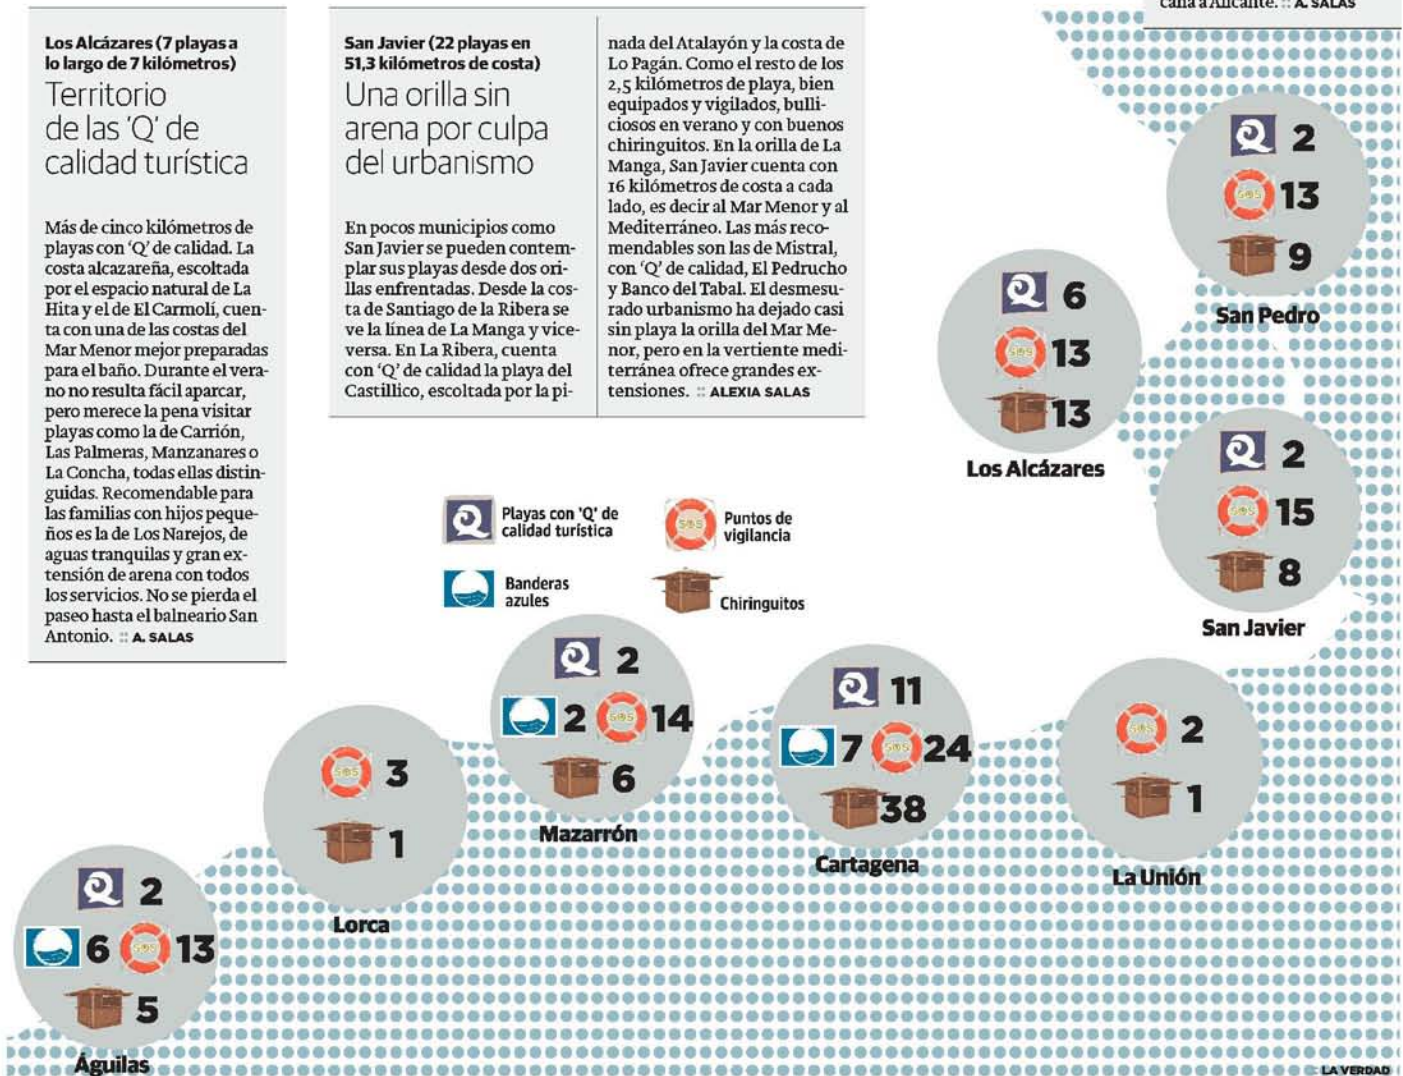 cana a Alicante. :: A. SALAS
Los Alcázares (7 playas a
lo largo de 7 kilómetros)
Territorio
de las 'Q' de
calidad turística
Más de cinco kilómetros de
playas con 'Q' de calidad. La
costa alcazareña, escoltada
por el espacio natural de La
Hita y el de El Carmolí, cuen-
ta con una de las costas del
Mar Menor mejor preparadas
para el baño. Durante el vera-
no no resulta fácil aparcar,
pero merece la pena visitar
playas como la de Carrión,
Las Palmeras, Manzanares o
La Concha, todas ellas distin-
guidas. Recomendable para
las familias con hijos peque-
ños es la de Los Narejos, de
aguas tranquilas y gran ex-
tensión de arena con todos
los servicios. No se pierda el
paseo hasta el balneario San
Antonio. :: A. SALAS
San Javier (22 playas en
51,3 kilómetros de costa)
Una orilla sin
arena por culpa
del urbanismo
En pocos municipios como
San Javier se pueden contem-
plar sus playas desde dos ori-
llas enfrentadas. Desde la cos-
ta de Santiago de la Ribera se
ve la línea de La Manga y vice-
versa. En La Ribera, cuenta
con 'Q' de calidad la playa del
Castillico, escoltada por la pi-
nada del Atalayón y la costa de
Lo Pagán. Como el resto de los
2,5 kilómetros de playa, bien
equipados y vigilados, bulli-
ciosos en verano y con buenos
chiringuitos. En la orilla de La
Manga, San Javier cuenta con
16 kilómetros de costa a cada
lado, es decir al Mar Menor y al
Mediterráneo. Las más reco-
mendables son las de Mistral,
con 'Q' de calidad, El Pedrucho
y Banco del Tabal. El desmesu-
rado urbanismo ha dejado casi
sin playa la orilla del Mar Me-
nor, pero en la vertiente medi-
terránea ofrece grandes ex-
tensiones. :: ALEXIA SALAS
Q 2
SOS 13
9
San Pedro
Q 6
SOS 13
13
Los Alcázares
Q 2
SOS 15
8
San Javier
Q Playas con 'Q' de
calidad turística
SOS Puntos de
vigilancia
Banderas
azules
Chiringuitos
Q 2
2 SOS 14
6
Mazarrón
Q 11
7 SOS 24
38
Cartagena
SOS 2
1
La Unión
SOS 3
1
Lorca
Q 2
6 SOS 13
5
Águilas
LA VERDAD